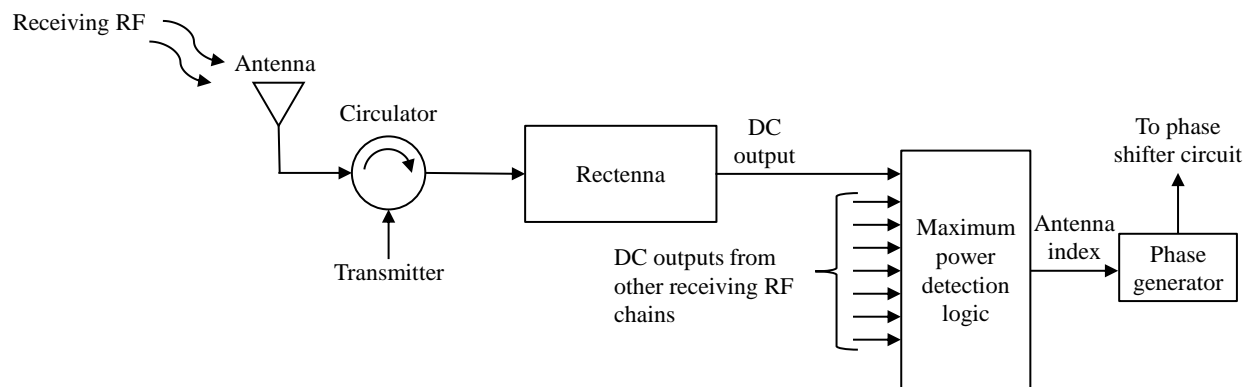 Receiving RF
Antenna
Circulator
Transmitter
Rectenna
DC
output
DC outputs from
other receiving RF
chains
Maximum
power
detection
logic
Antenna
index
To phase
shifter circuit
Phase
generator